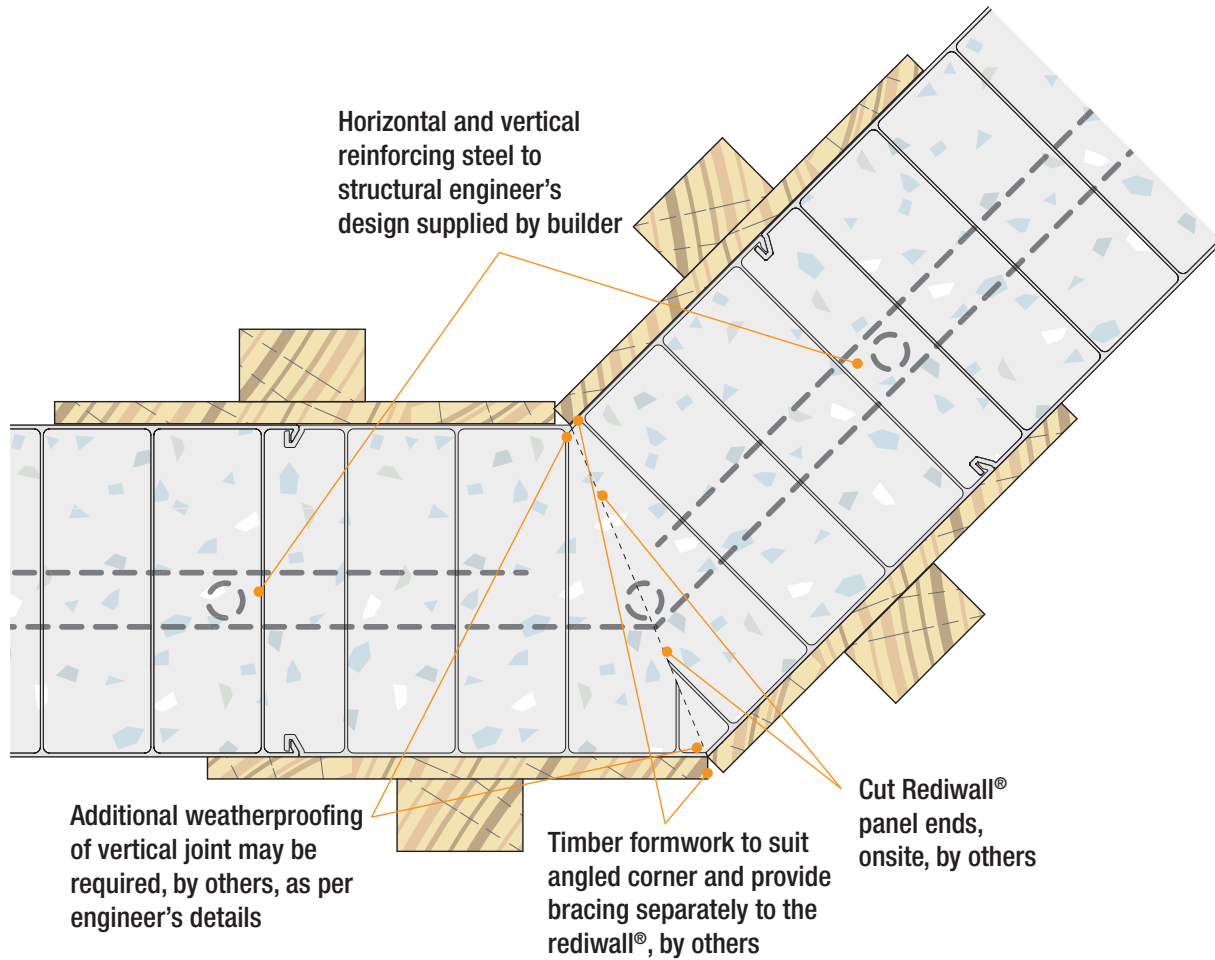 Horizontal and vertical
reinforcing steel to
structural engineer’s
design supplied by builder
Additional weatherproofing
of vertical joint may be
required, by others, as per
engineer’s details
Timber formwork to suit
angled corner and provide
bracing separately to the
rediwall®, by others
Cut Rediwall®
panel ends,
onsite, by others